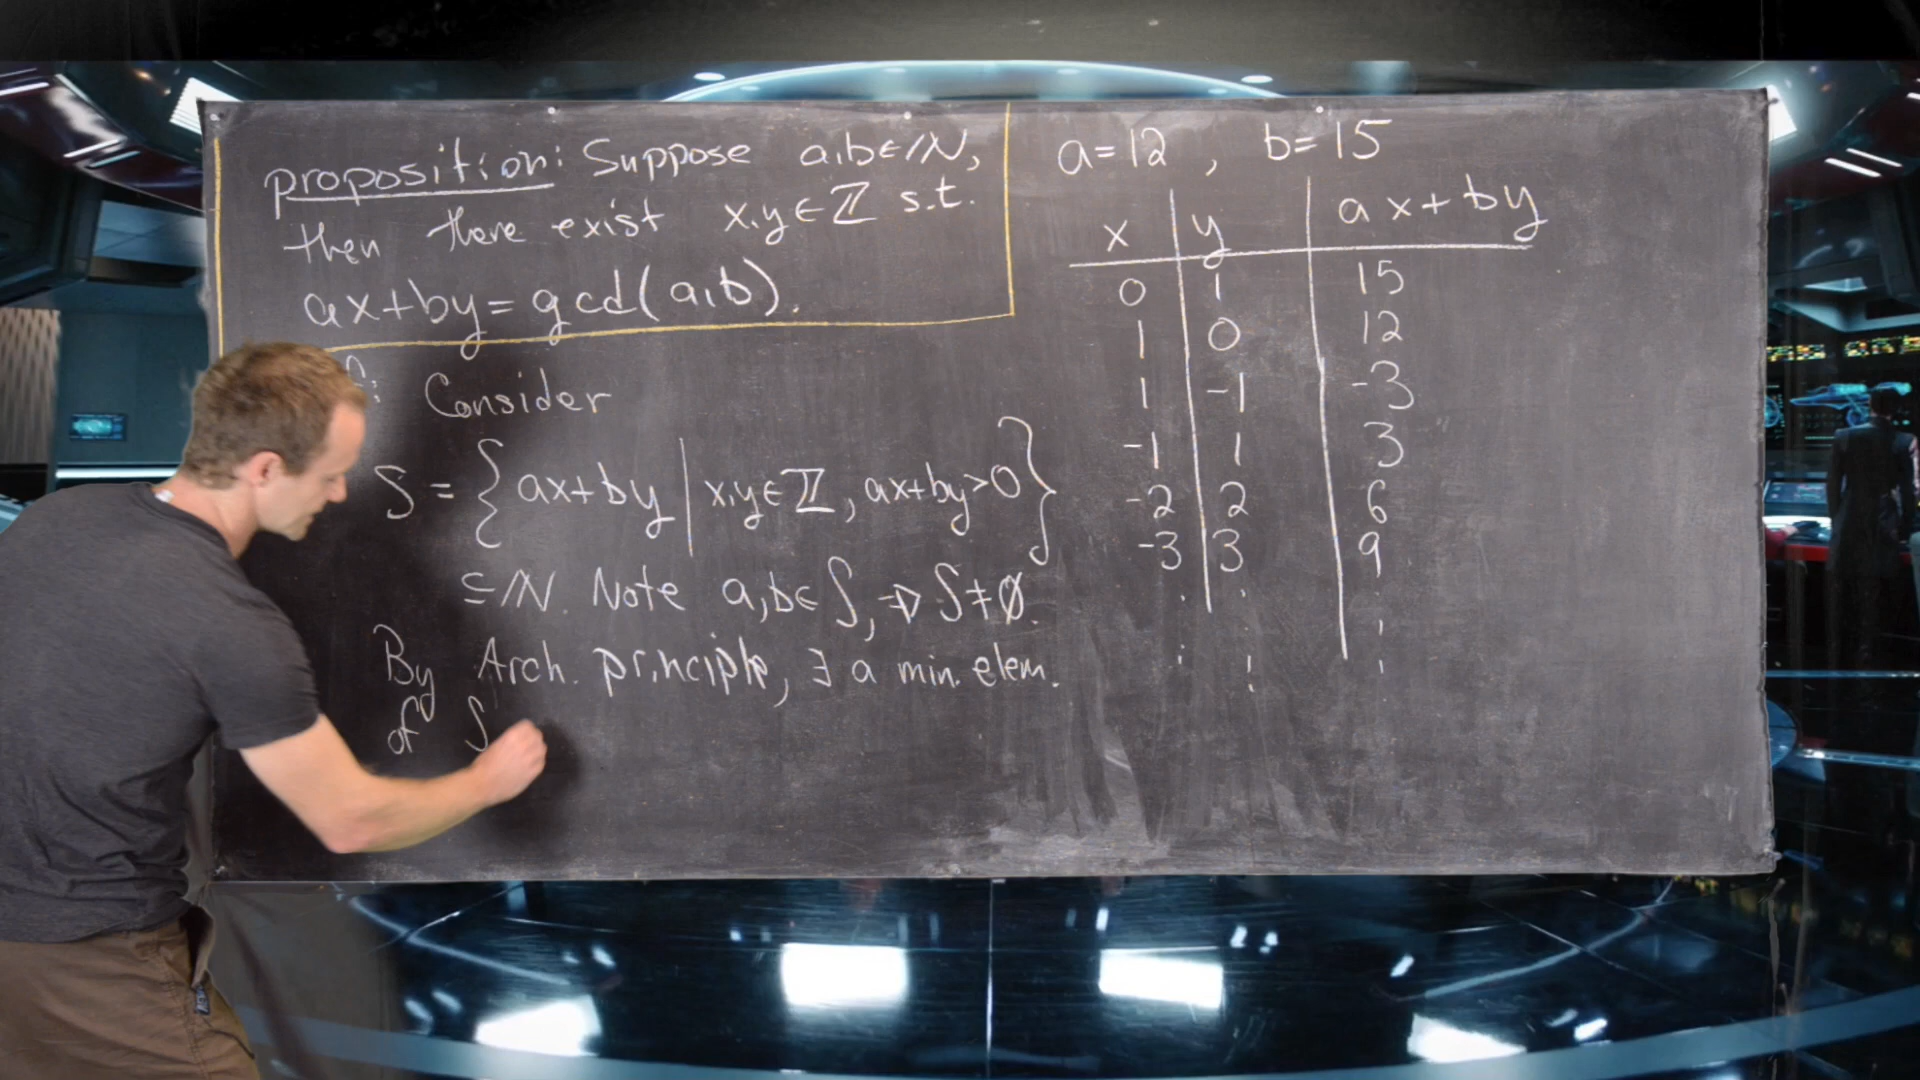 proposition: Suppose a,b∈ℕ,
then there exist x,y∈ℤ s.t.
ax+by=gcd(a,b).
Consider
S = { ax+by | x,y∈ℤ, ax+by>0 }
⊆ℕ. Note a,b∈S, ⇒ S≠∅.
By Arch. principle, ∃ a min. elem.
of S
a=12 , b=15
x y ax+by
0 1 15
1 0 12
1 -1 -3
-1 1 3
-2 2 6
-3 3 9